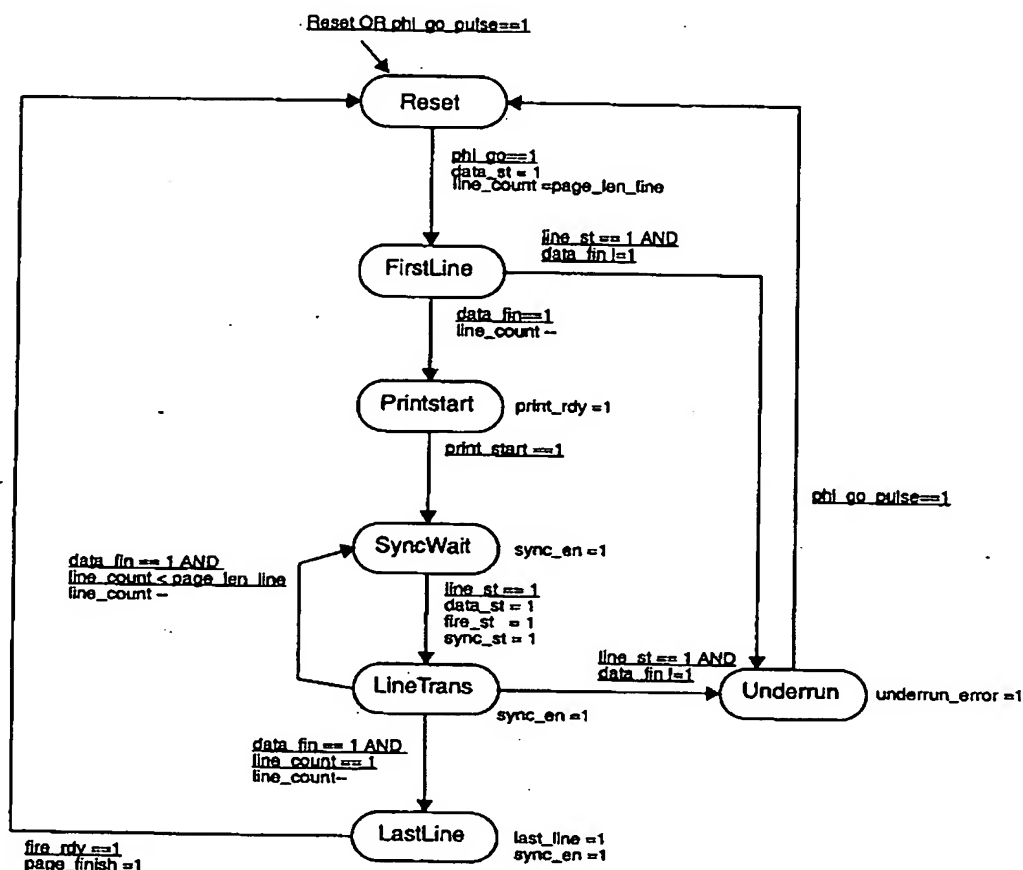 Reset OR phi_go_pulse==1
Reset
phi_go==1
data_st = 1
line_count =page_len_line
line_st == 1 AND
data_fin !=1
FirstLine
data_fin==1
line_count --
Printstart
print_rdy =1
print_start ==1
phi_go_pulse==1
SyncWait
sync_en =1
data_fin == 1 AND
line_count < page_len_line
line_count --
line_st == 1
data_st = 1
fire_st = 1
sync_st = 1
line_st == 1 AND
data_fin !=1
LineTrans
sync_en =1
Underrun
underrun_error =1
data_fin == 1 AND
line_count == 1
line_count--
LastLine
last_line =1
sync_en =1
fire_rdy ==1
page_finish =1